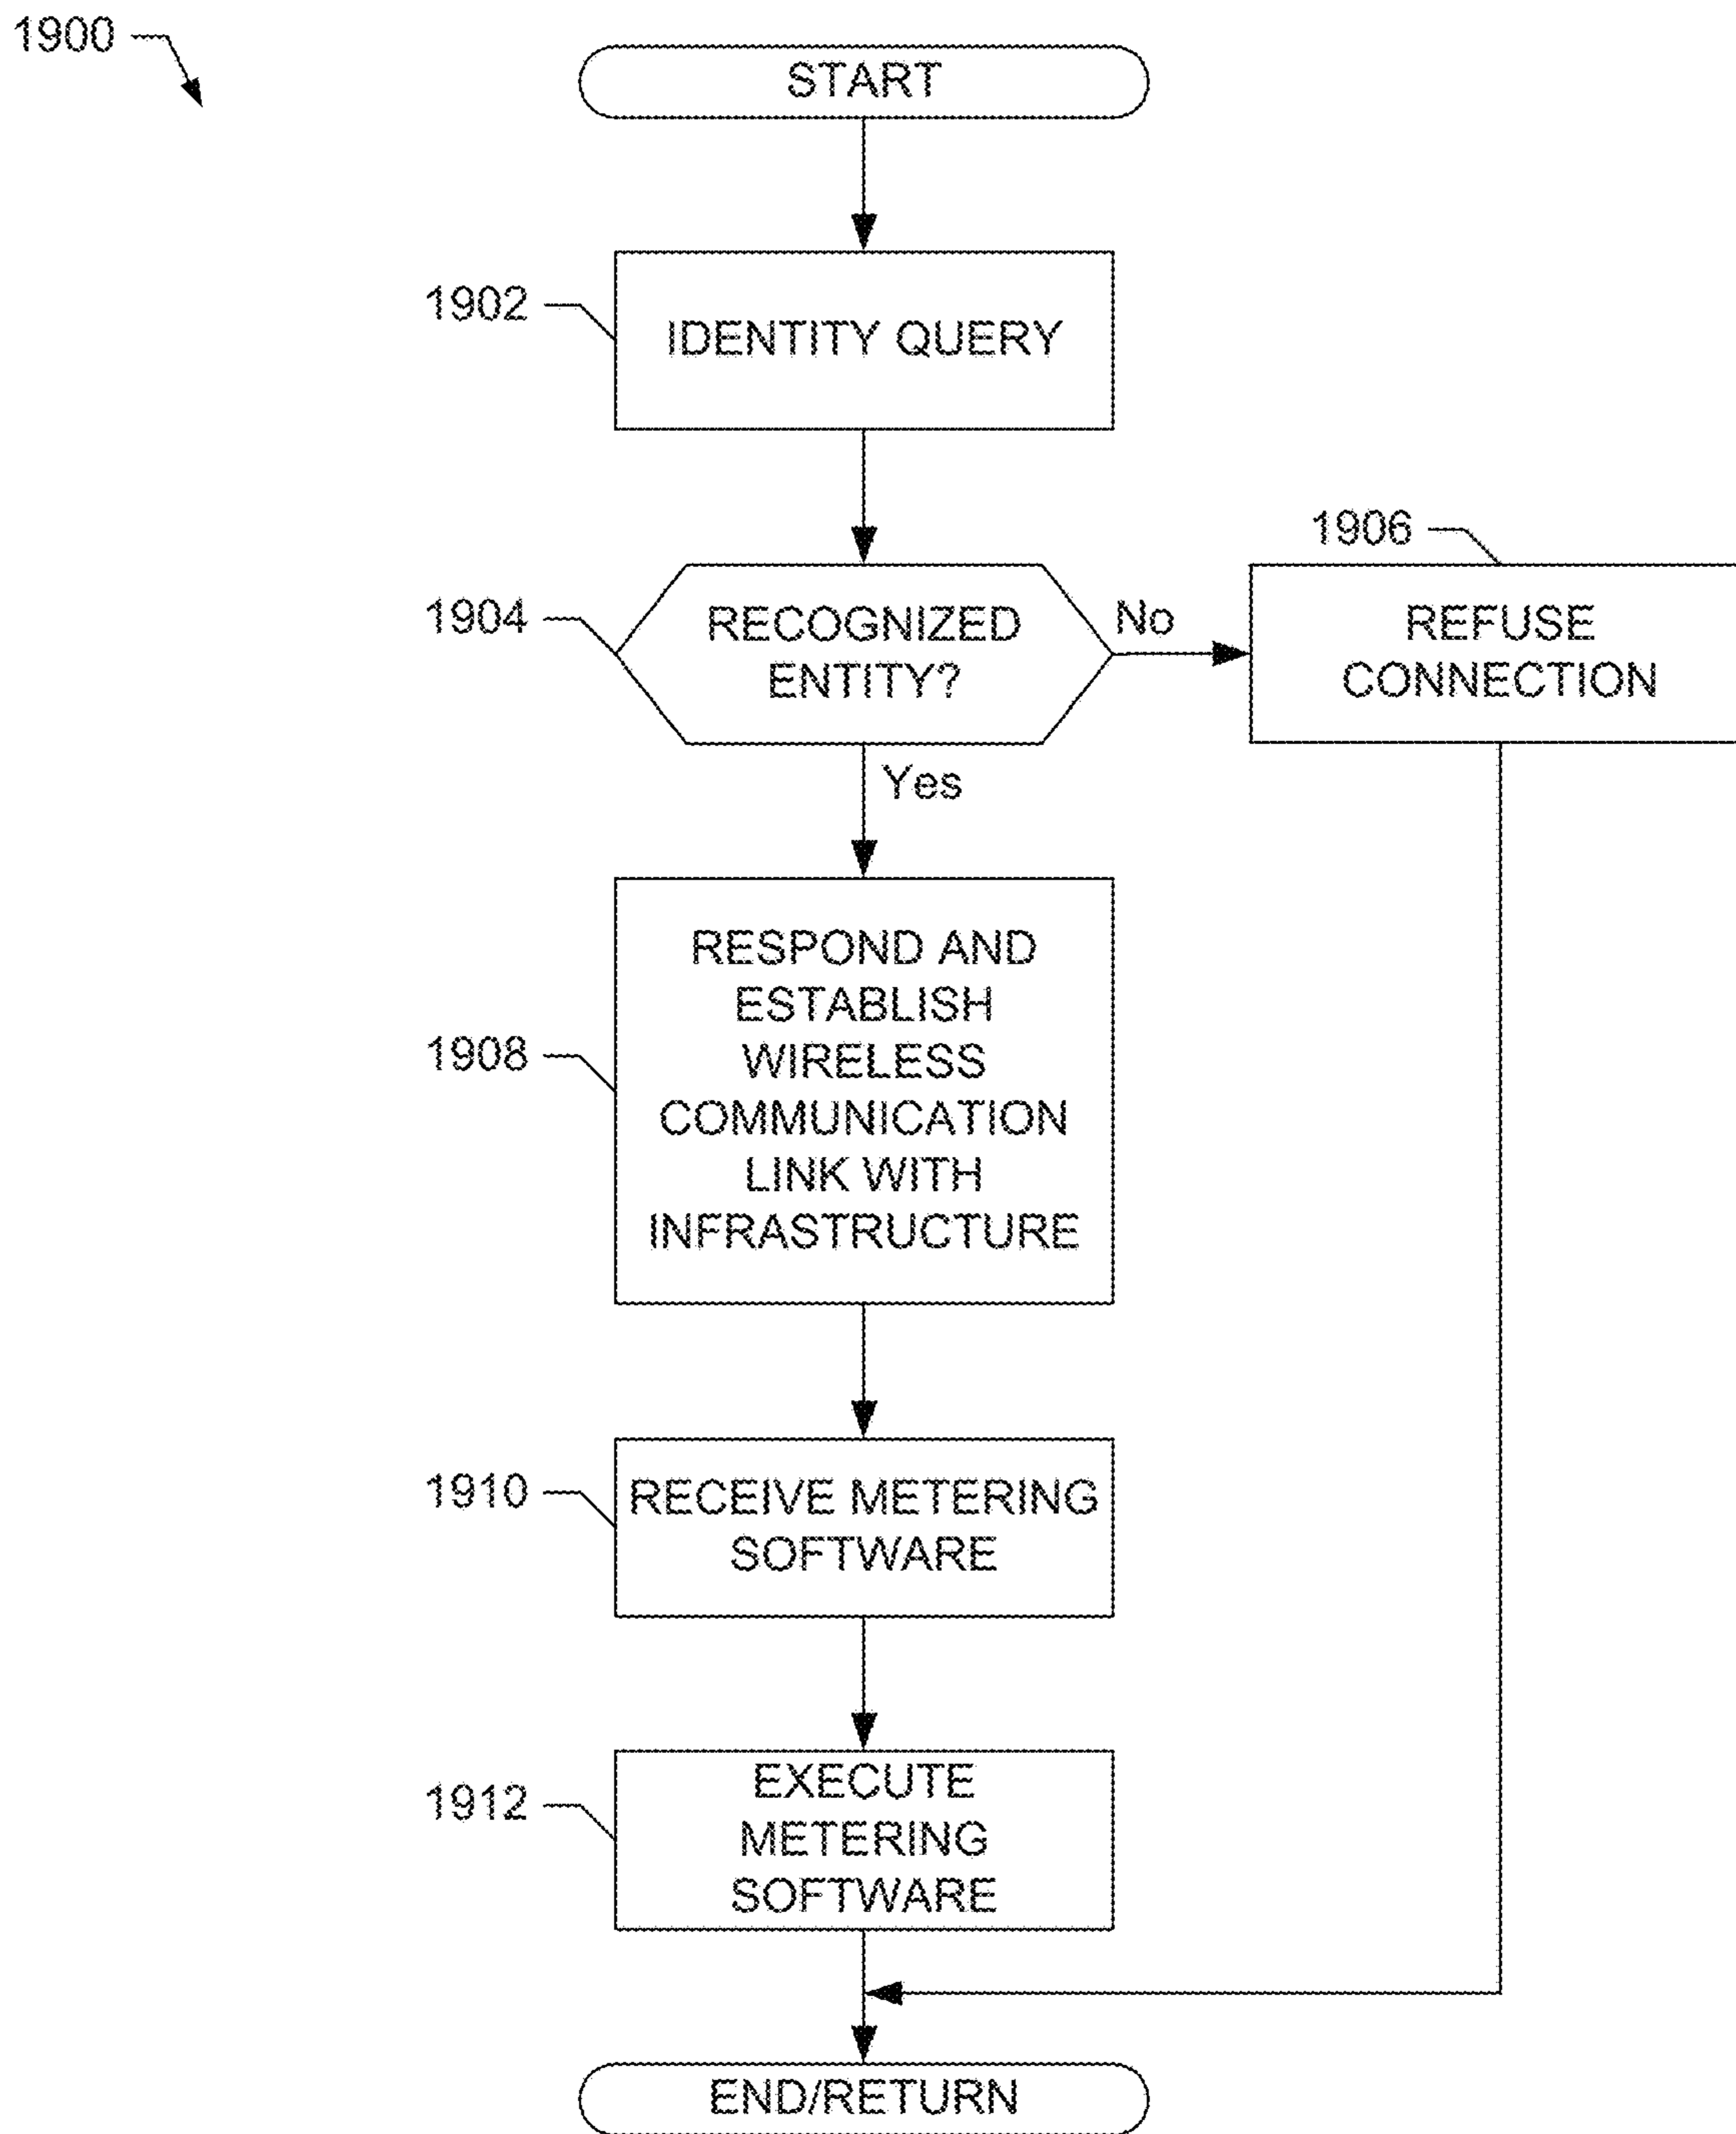 1900
START
1902
IDENTITY QUERY
1904
RECOGNIZED
ENTITY?
No
1906
REFUSE
CONNECTION
Yes
1908
RESPOND AND
ESTABLISH
WIRELESS
COMMUNICATION
LINK WITH
INFRASTRUCTURE
1910
RECEIVE METERING
SOFTWARE
1912
EXECUTE
METERING
SOFTWARE
END/RETURN